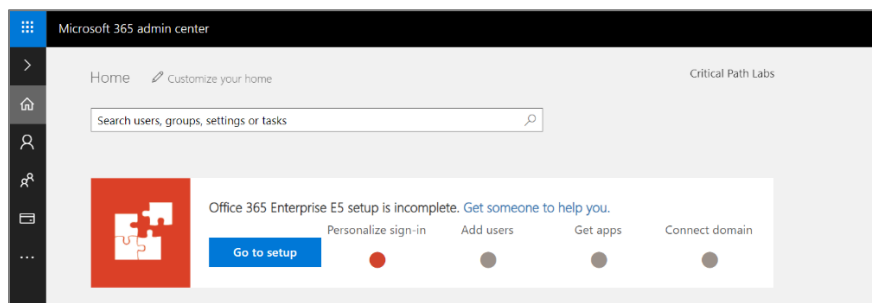 Microsoft 365 admin center
Home Customize your home
Critical Path Labs
Search users, groups, settings or tasks
Office 365 Enterprise E5 setup is incomplete. Get someone to help you.
Personalize sign-in Add users Get apps Connect domain
Go to setup